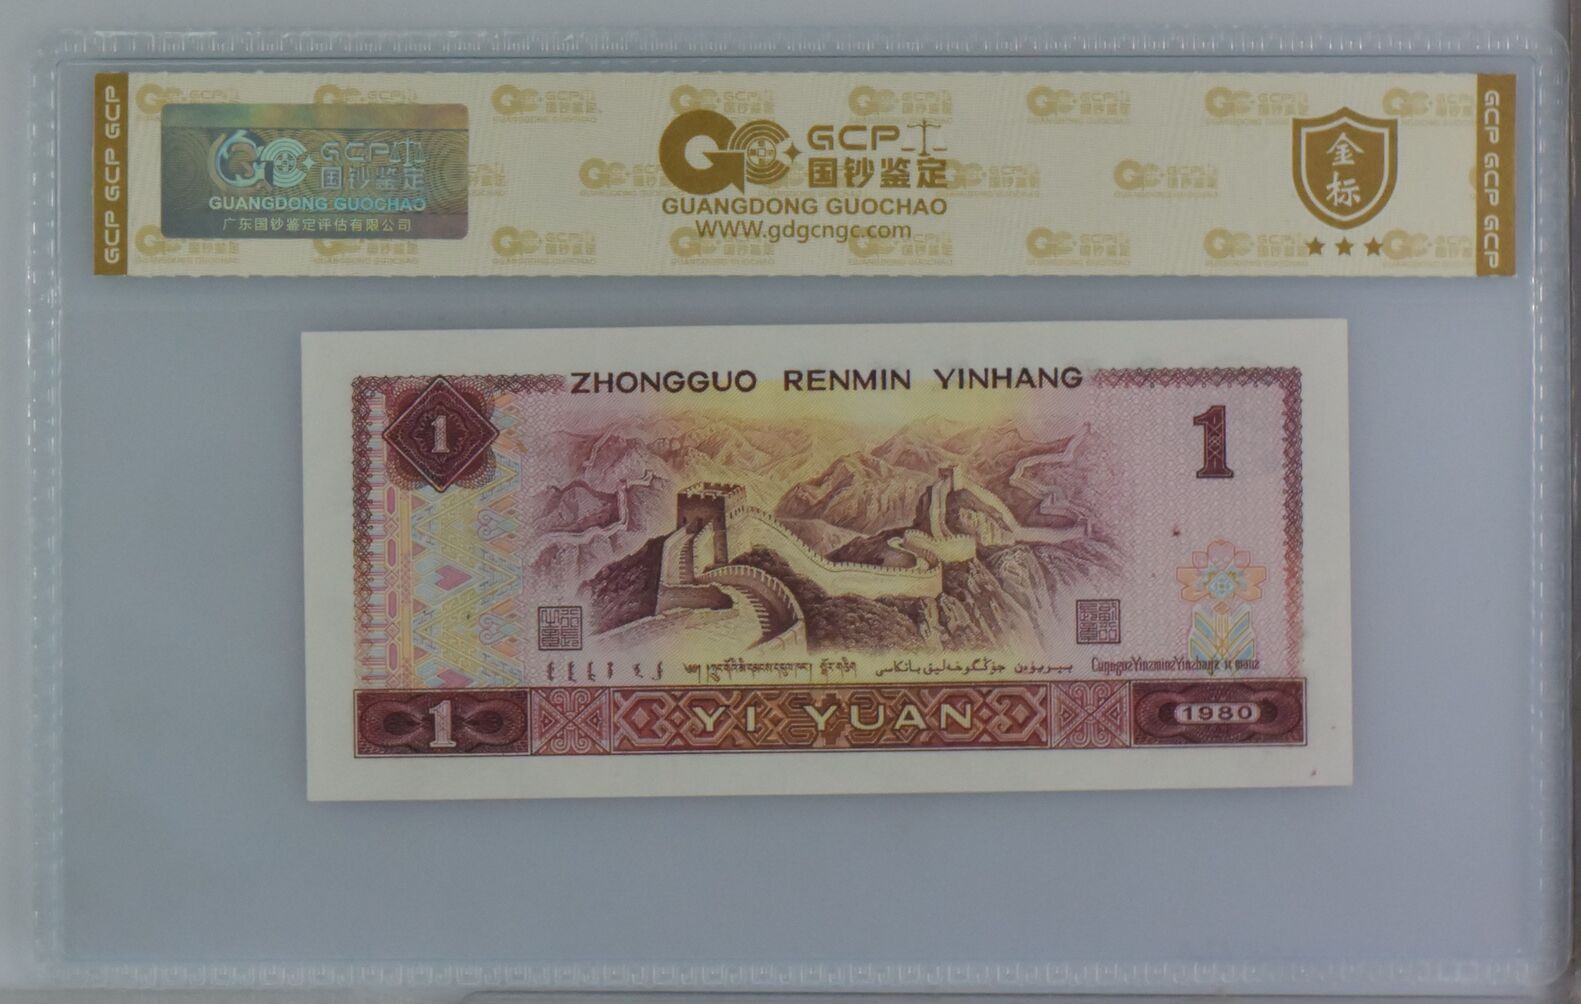 GCP GCP GCP
GCP
国钞鉴定
GUANGDONG GUOCHAO
广东国钞鉴定评估有限公司
GCP
国钞鉴定
GUANGDONG GUOCHAO
WWW.gdgcngc.com
金标
GCP GCP GCP
ZHONGGUO RENMIN YINHANG
1
1
1
YI YUAN
1980